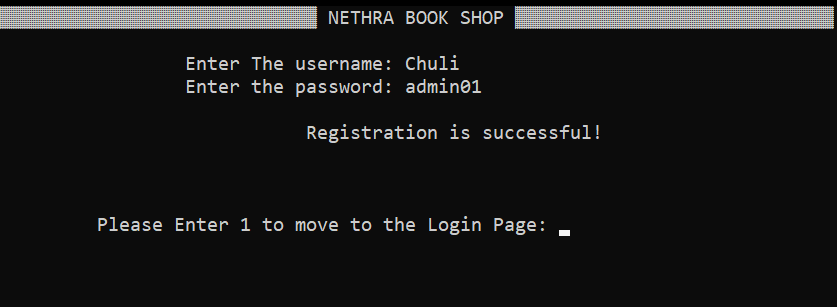 NETHRA BOOK SHOP
Enter The username: Chuli
Enter the password: admin01
Registration is successful!
Please Enter 1 to move to the Login Page: